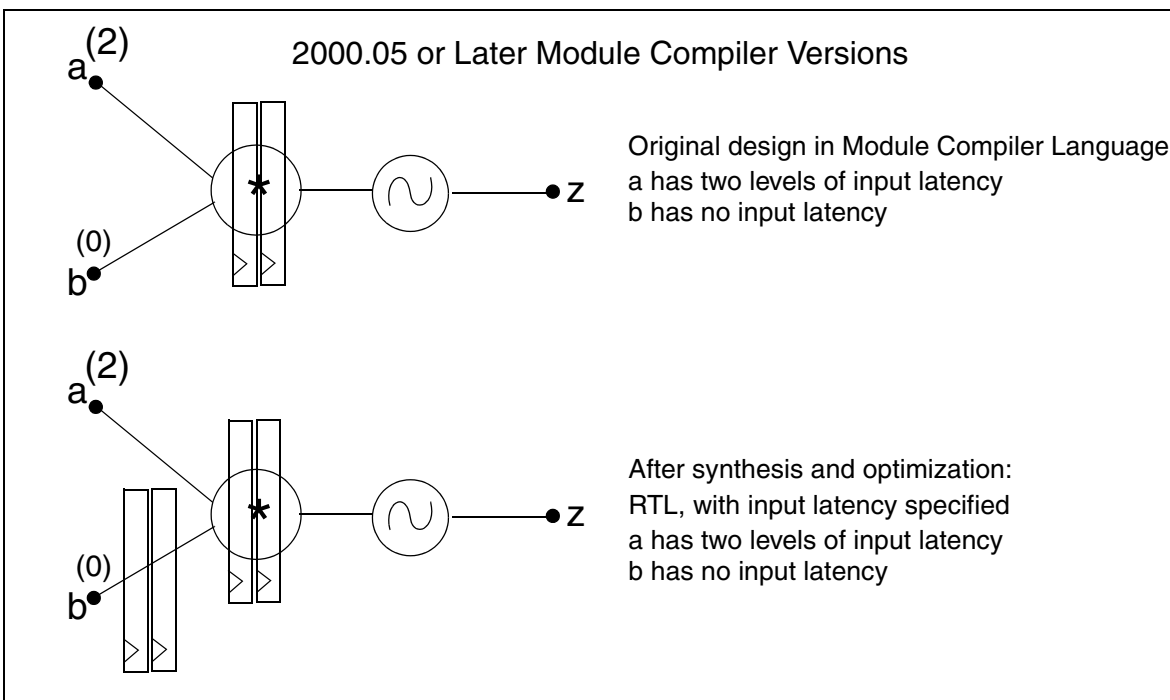 2000.05 or Later Module Compiler Versions
(2)
a
*
z
(0)
b
Original design in Module Compiler Language
a has two levels of input latency
b has no input latency
(2)
a
*
z
(0)
b
After synthesis and optimization:
RTL, with input latency specified
a has two levels of input latency
b has no input latency